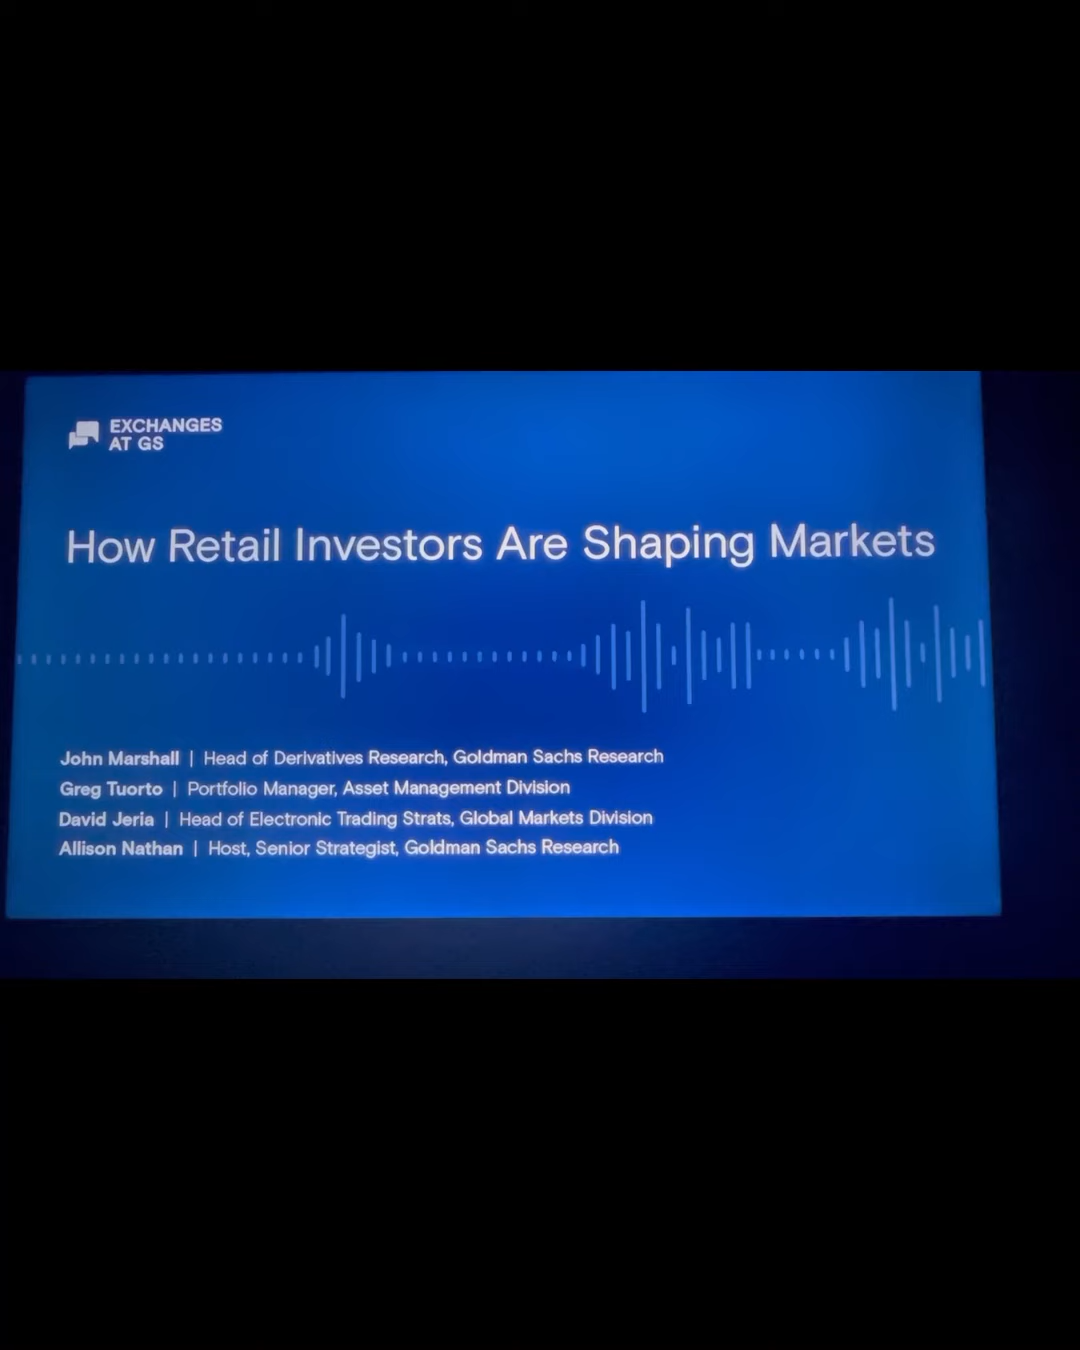 EXCHANGES
AT GS
How Retail Investors Are Shaping Markets
John Marshall | Head of Derivatives Research, Goldman Sachs Research
Greg Tuorto | Portfolio Manager, Asset Management Division
David Jeria | Head of Electronic Trading Strats, Global Markets Division
Allison Nathan | Host, Senior Strategist, Goldman Sachs Research